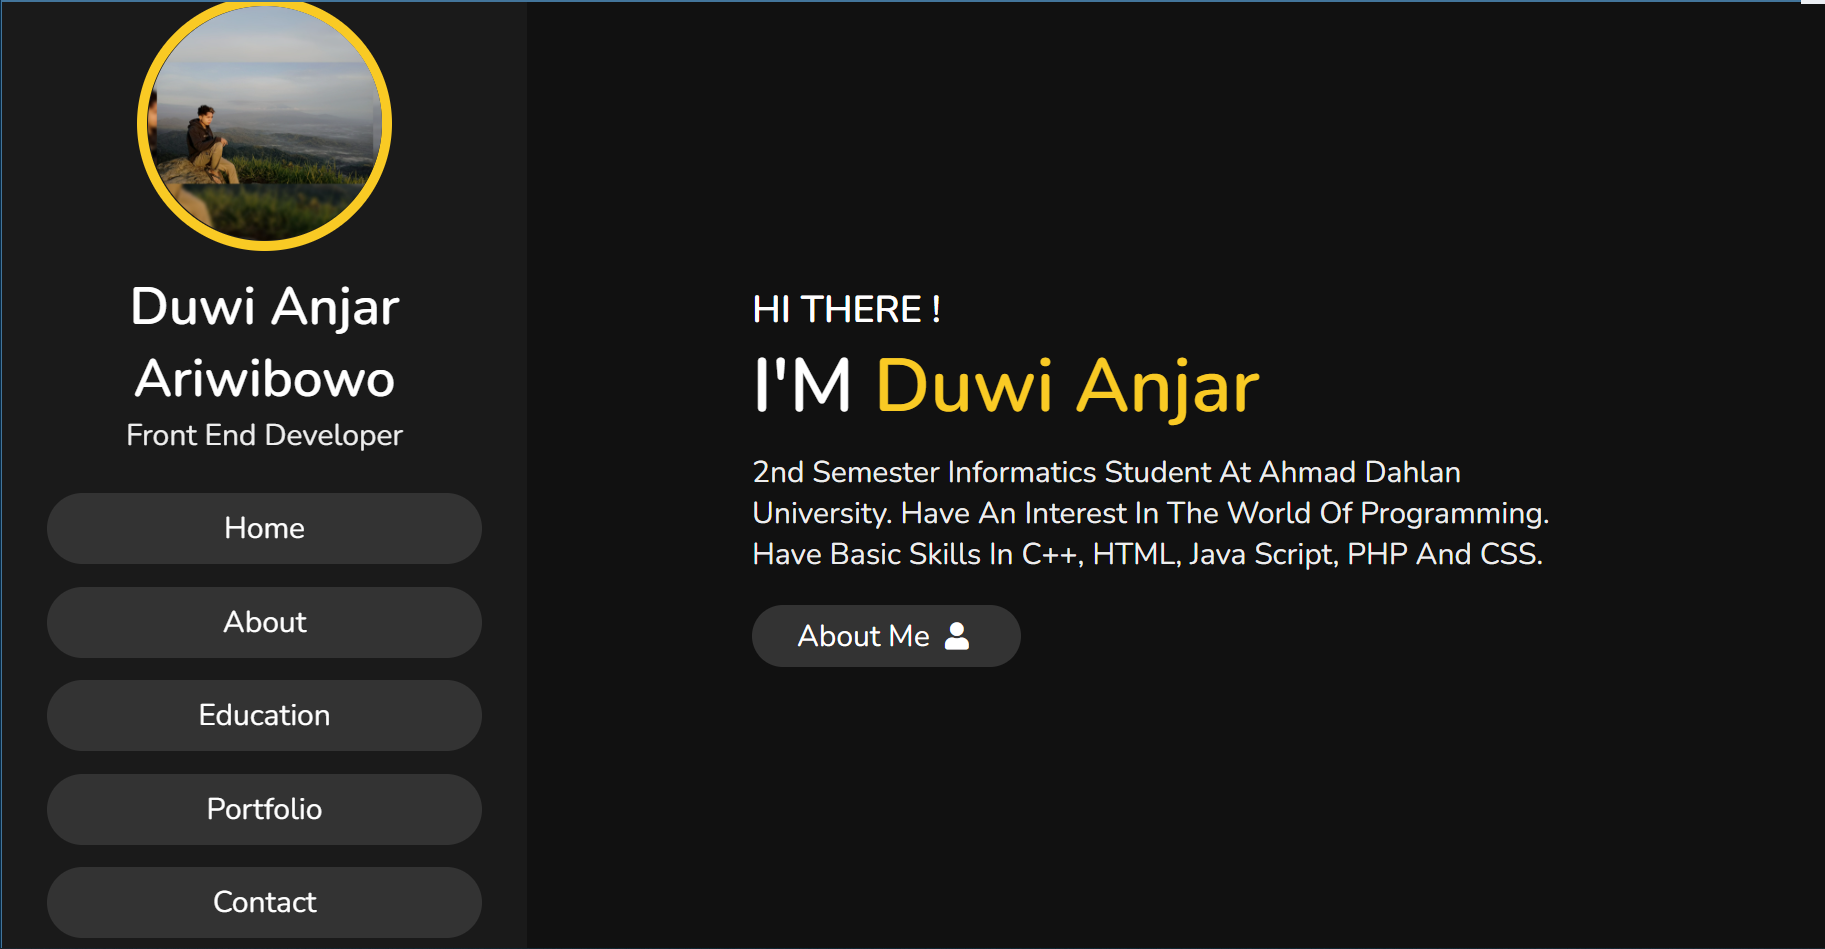 Duwi Anjar
Ariwibowo
Front End Developer
Home
About
Education
Portfolio
Contact
HI THERE !
I'M Duwi Anjar
2nd Semester Informatics Student At Ahmad Dahlan
University. Have An Interest In The World Of Programming.
Have Basic Skills In C++, HTML, Java Script, PHP And CSS.
About Me